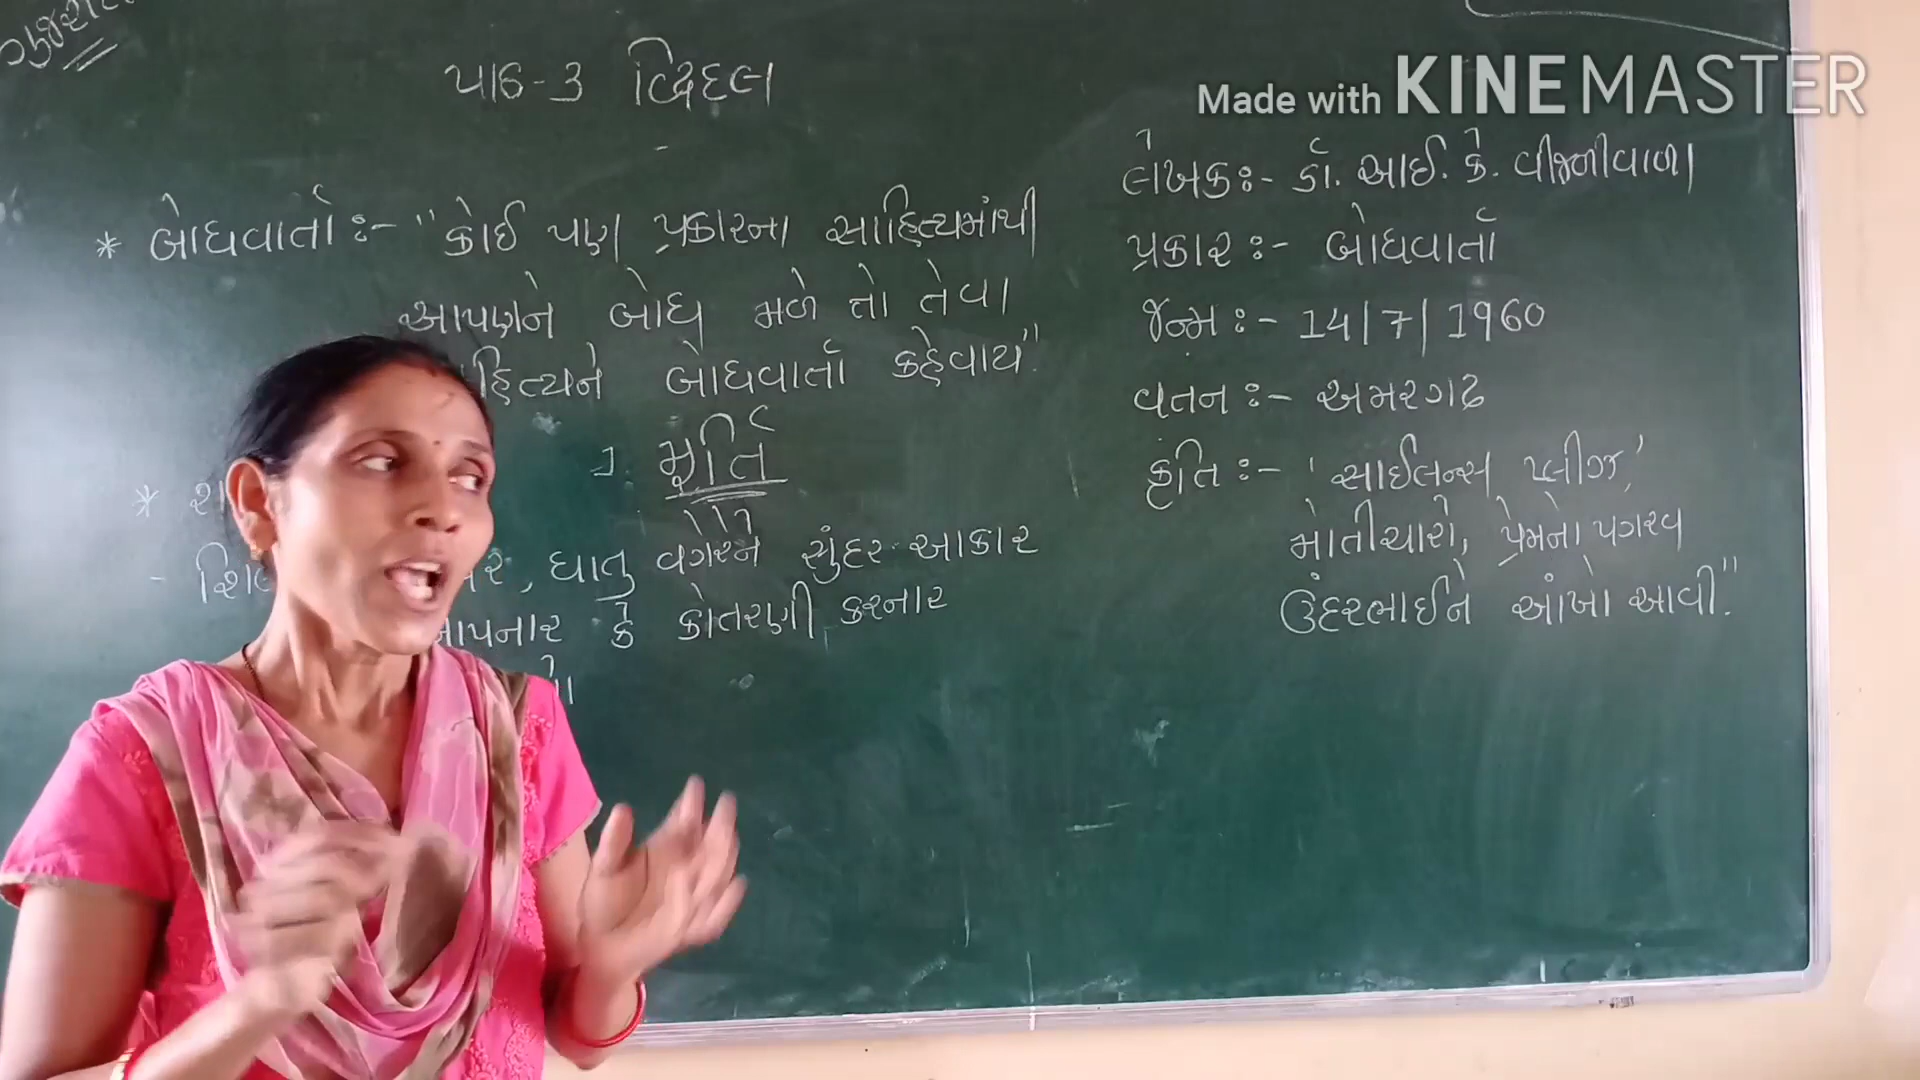 ગુજરાતી
પાઠ-૩ દ્વિદલ
Made with KINEMASTER
* બોધવાર્તા :- "કોઈ પણ પ્રકારના સાહિત્યમાંથી
આપણને બોધ મળે તો તેવા
હિત્યને બોધવાર્તા કહેવાય".
1. મૂર્તિ
* શ
- શિલ ર, ધાતુ વગેરેને સુંદર આકાર
આપનાર કે કોતરણી કરનાર
લેખક :- ડૉ. આઈ. કે. વીજળીવાળા
પ્રકાર :- બોધવાર્તા
જન્મ :- 14/7/1960
વતન :- અમરગઢ
કૃતિ :- 'સાઈલન્સ પ્લીઝ,'
મોતીચારો, પ્રેમનો પગરવ
ઉંદરભાઈને આંખો આવી."